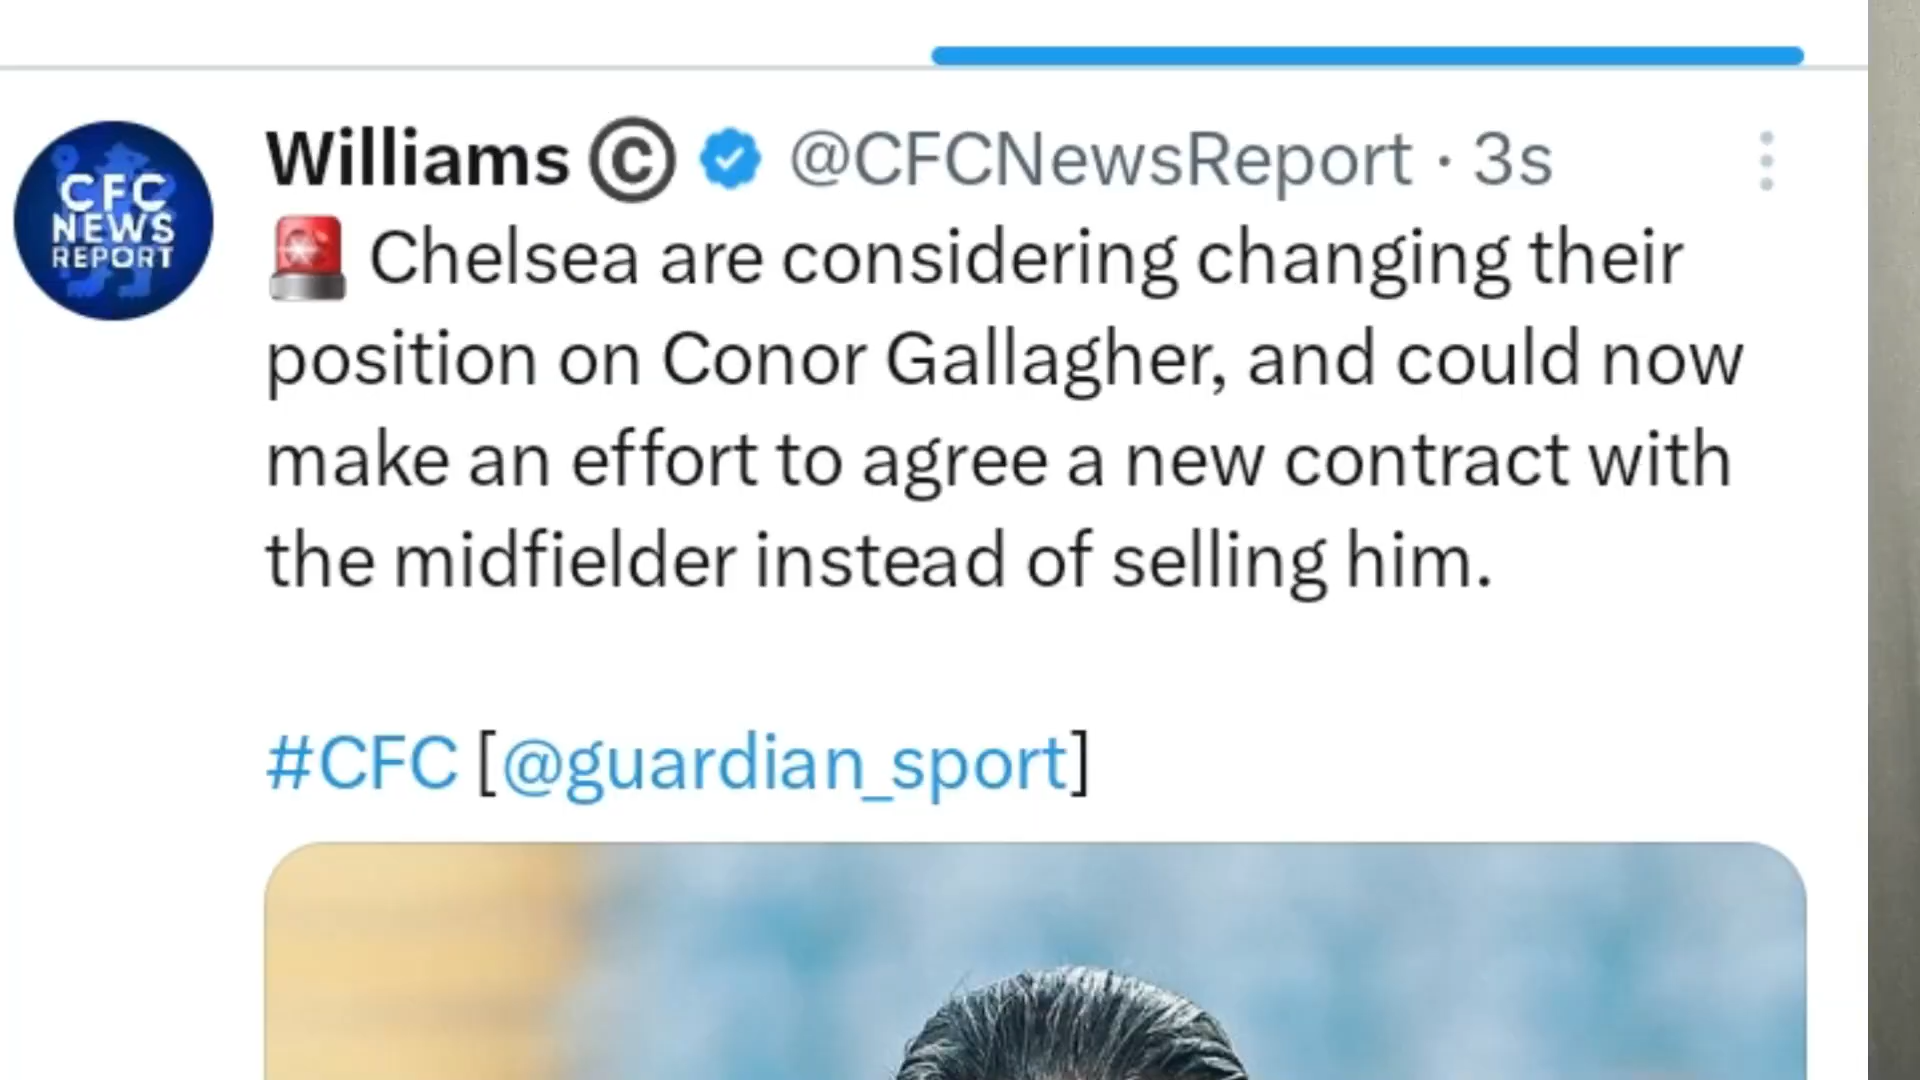 CFC
NEWS
REPORT
Williams © @CFCNewsReport · 3s
🚨 Chelsea are considering changing their
position on Conor Gallagher, and could now
make an effort to agree a new contract with
the midfielder instead of selling him.
#CFC [@guardian_sport]